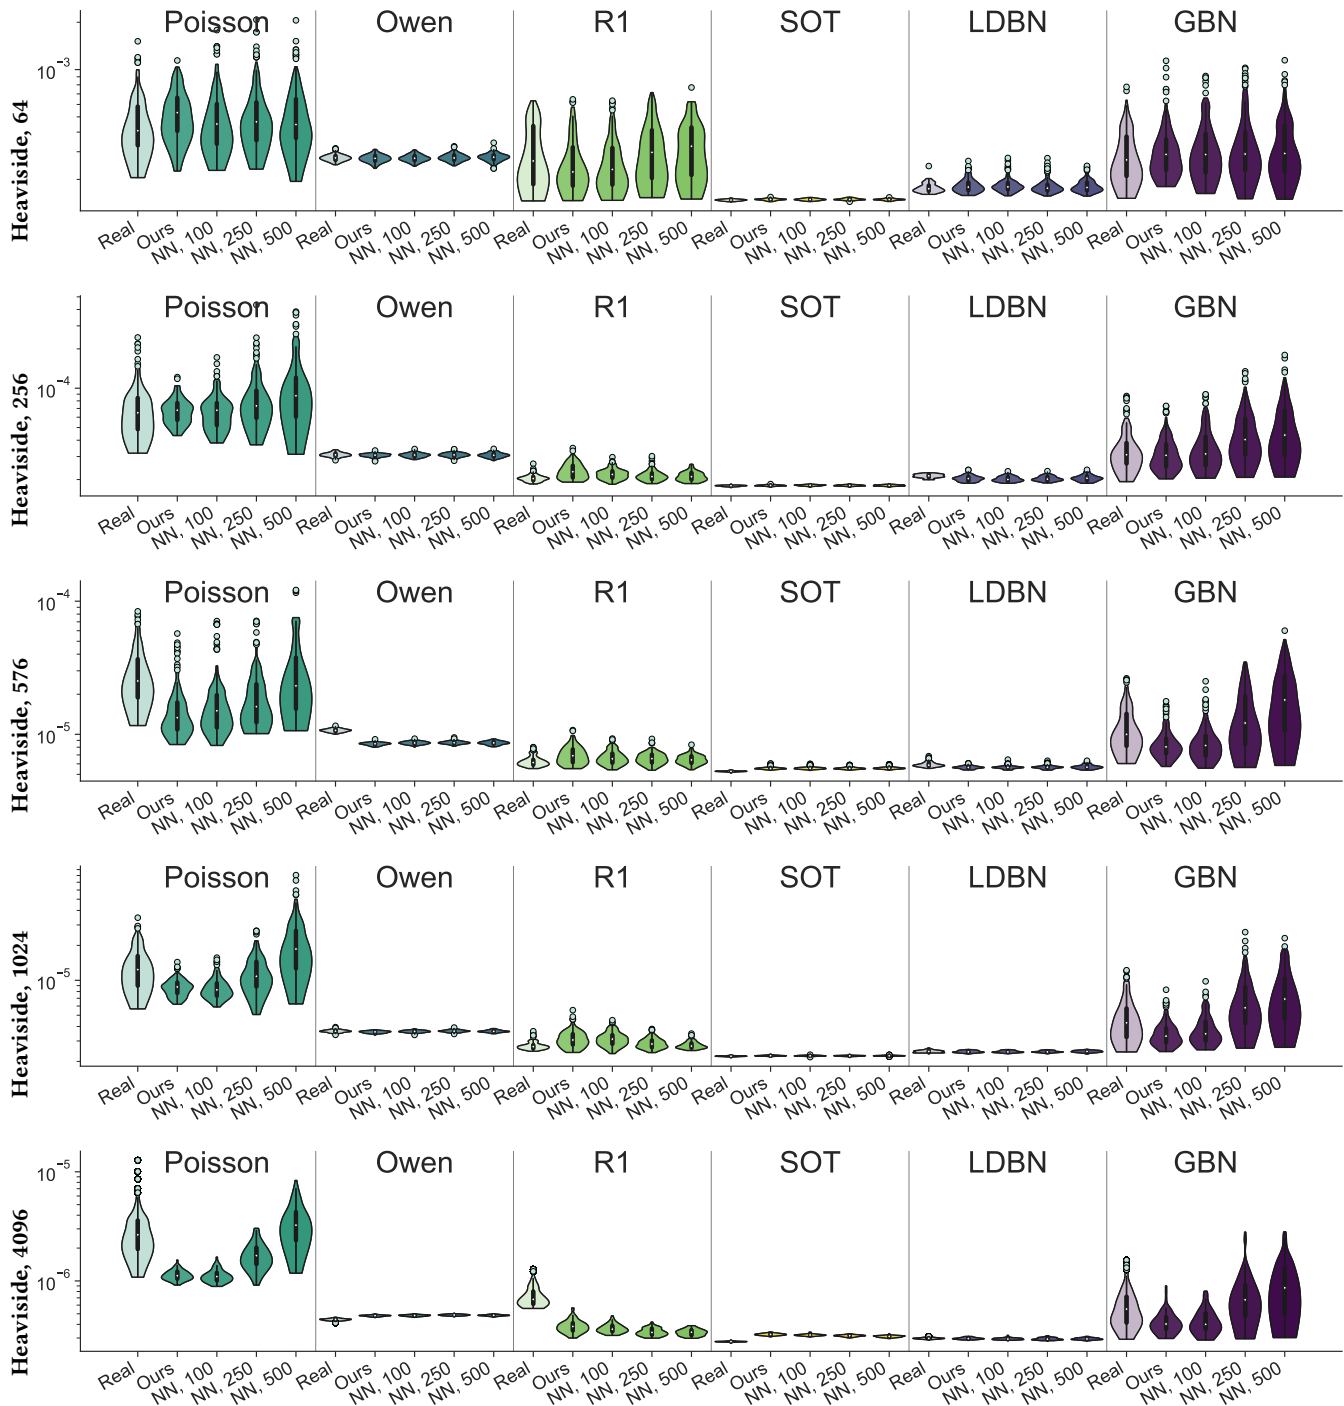 Poisson Owen R1 SOT LDBN GBN
10⁻³
Heaviside, 64
Real Ours NN, 100 NN, 250 NN, 500 Real Ours NN, 100 NN, 250 NN, 500 Real Ours NN, 100 NN, 250 NN, 500 Real Ours NN, 100 NN, 250 NN, 500 Real Ours NN, 100 NN, 250 NN, 500 Real Ours NN, 100 NN, 250 NN, 500
Poisson Owen R1 SOT LDBN GBN
10⁻⁴
Heaviside, 256
Real Ours NN, 100 NN, 250 NN, 500 Real Ours NN, 100 NN, 250 NN, 500 Real Ours NN, 100 NN, 250 NN, 500 Real Ours NN, 100 NN, 250 NN, 500 Real Ours NN, 100 NN, 250 NN, 500 Real Ours NN, 100 NN, 250 NN, 500
Poisson Owen R1 SOT LDBN GBN
10⁻⁴
10⁻⁵
Heaviside, 576
Real Ours NN, 100 NN, 250 NN, 500 Real Ours NN, 100 NN, 250 NN, 500 Real Ours NN, 100 NN, 250 NN, 500 Real Ours NN, 100 NN, 250 NN, 500 Real Ours NN, 100 NN, 250 NN, 500 Real Ours NN, 100 NN, 250 NN, 500
Poisson Owen R1 SOT LDBN GBN
10⁻⁵
Heaviside, 1024
Real Ours NN, 100 NN, 250 NN, 500 Real Ours NN, 100 NN, 250 NN, 500 Real Ours NN, 100 NN, 250 NN, 500 Real Ours NN, 100 NN, 250 NN, 500 Real Ours NN, 100 NN, 250 NN, 500 Real Ours NN, 100 NN, 250 NN, 500
Poisson Owen R1 SOT LDBN GBN
10⁻⁵
10⁻⁶
Heaviside, 4096
Real Ours NN, 100 NN, 250 NN, 500 Real Ours NN, 100 NN, 250 NN, 500 Real Ours NN, 100 NN, 250 NN, 500 Real Ours NN, 100 NN, 250 NN, 500 Real Ours NN, 100 NN, 250 NN, 500 Real Ours NN, 100 NN, 250 NN, 500